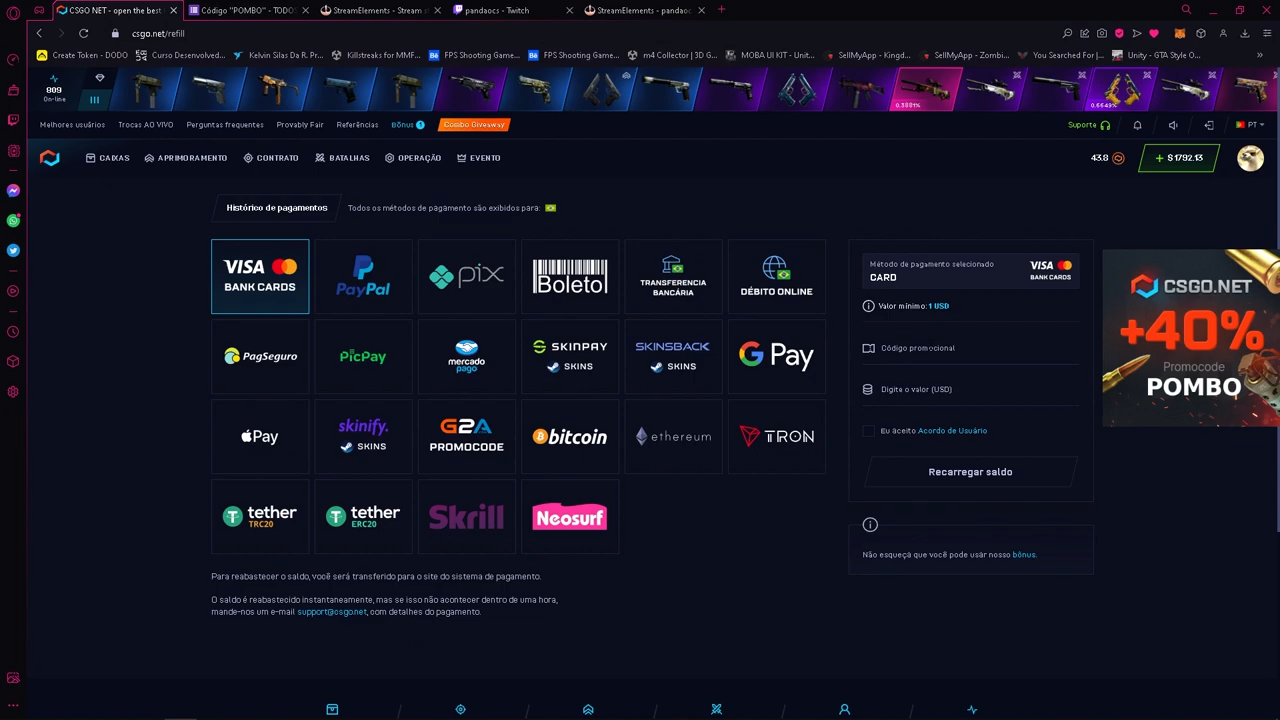 CSGO.NET - open the best
Código "POMBO" - TODOS
StreamElements - Stream s
pandaocs - Twitch
StreamElements - pandaoc
csgo.net/refill
Create Token - DODO
Curso Desenvolved...
Kelvin Silas Da R. Pr...
Killstreaks for MMF...
FPS Shooting Game...
FPS Shooting Game...
m4 Collector | 3D G...
MOBA UI KIT - Unit...
SellMyApp - Kingd...
SellMyApp - Zombi...
You Searched For |...
Unity - GTA Style O...
809
On-line
0.3881%
0.6649%
Melhores usuários
Trocas AO VIVO
Perguntas frequentes
Provably Fair
Referências
Bônus
Combo Giveaway
Suporte
PT
CAIXAS
APRIMORAMENTO
CONTRATO
BATALHAS
OPERAÇÃO
EVENTO
43.8
+ $ 1792.13
Histórico de pagamentos
Todos os métodos de pagamento são exibidos para:
VISA
BANK CARDS
PayPal
pix
Boleto
TRANSFERENCIA
BANCÁRIA
DÉBITO ONLINE
PagSeguro
PicPay
mercado
pago
SKINPAY
SKINS
SKINSBACK
SKINS
G Pay
Pay
skinify.
SKINS
G2A
PROMOCODE
bitcoin
ethereum
TRON
tether
TRC20
tether
ERC20
Skrill
Neosurf
Método de pagamento selecionado
CARD
VISA
BANK CARDS
Valor mínimo: 1 USD
Código promocional
Digite o valor (USD)
Eu aceito Acordo de Usuário
Recarregar saldo
Não esqueça que você pode usar nosso bônus.
CSGO.NET
+40%
Promocode
POMBO
Para reabastecer o saldo, você será transferido para o site do sistema de pagamento.
O saldo é reabastecido instantaneamente, mas se isso não acontecer dentro de uma hora,
mande-nos um e-mail support@csgo.net, com detalhes do pagamento.